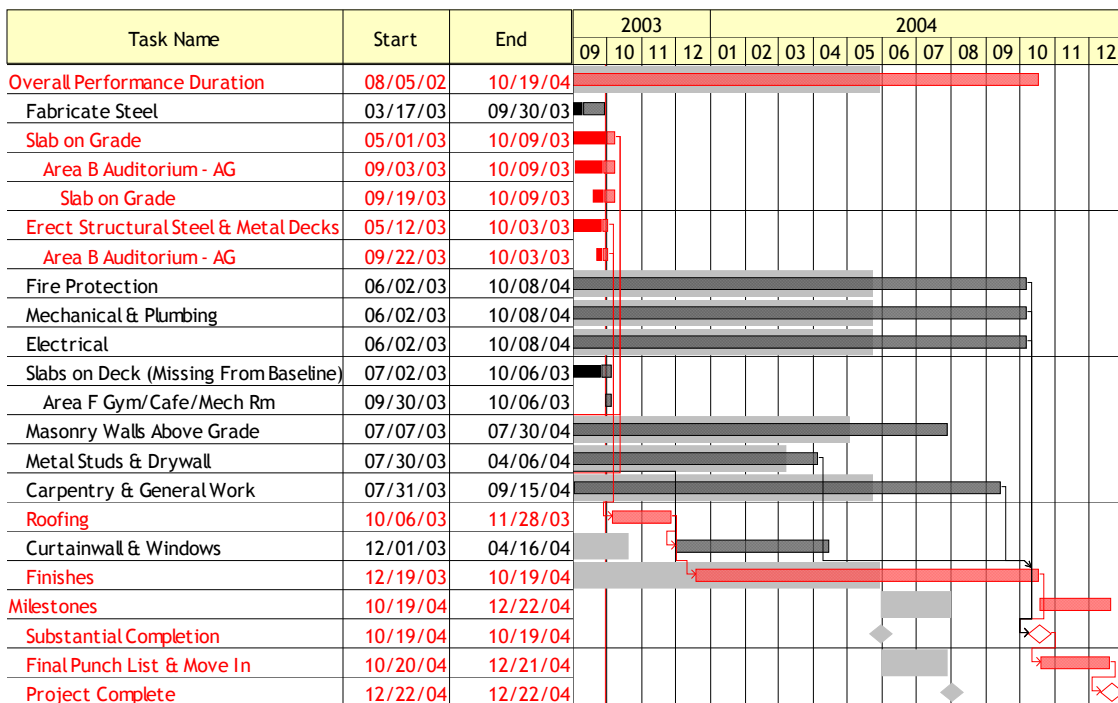 Task Name Start End 2003 2004
09 10 11 12 01 02 03 04 05 06 07 08 09 10 11 12
Overall Performance Duration 08/05/02 10/19/04
Fabricate Steel 03/17/03 09/30/03
Slab on Grade 05/01/03 10/09/03
Area B Auditorium - AG 09/03/03 10/09/03
Slab on Grade 09/19/03 10/09/03
Erect Structural Steel & Metal Decks 05/12/03 10/03/03
Area B Auditorium - AG 09/22/03 10/03/03
Fire Protection 06/02/03 10/08/04
Mechanical & Plumbing 06/02/03 10/08/04
Electrical 06/02/03 10/08/04
Slabs on Deck (Missing From Baseline) 07/02/03 10/06/03
Area F Gym/Cafe/Mech Rm 09/30/03 10/06/03
Masonry Walls Above Grade 07/07/03 07/30/04
Metal Studs & Drywall 07/30/03 04/06/04
Carpentry & General Work 07/31/03 09/15/04
Roofing 10/06/03 11/28/03
Curtainwall & Windows 12/01/03 04/16/04
Finishes 12/19/03 10/19/04
Milestones 10/19/04 12/22/04
Substantial Completion 10/19/04 10/19/04
Final Punch List & Move In 10/20/04 12/21/04
Project Complete 12/22/04 12/22/04